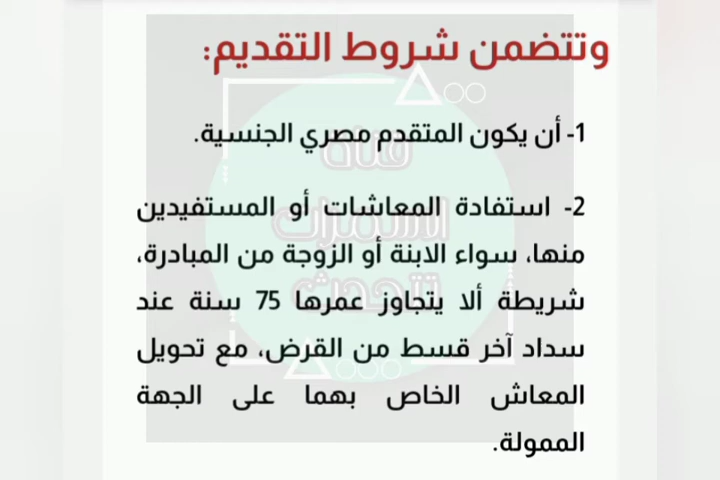 وتتضمن شروط التقديم:
1- أن يكون المتقدم مصري الجنسية.
2- استفادة المعاشات أو المستفيدين
منها، سواء الابنة أو الزوجة من المبادرة،
شريطة ألا يتجاوز عمرها 75 سنة عند
سداد آخر قسط من القرض، مع تحويل
المعاش الخاص بهما على الجهة
الممولة.
قناة
تتحدث